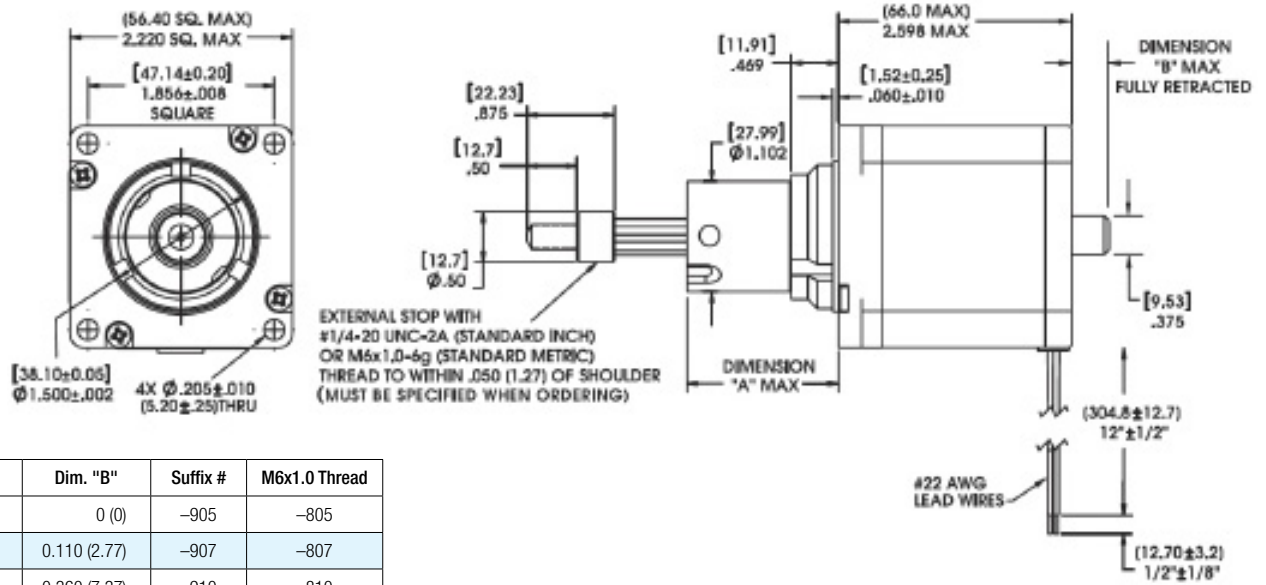 (56.40 SQ. MAX)
2.220 SQ. MAX
[47.14±0.20]
1.856±.008
SQUARE
[38.10±0.05]
Ø1.500±.002
4X Ø.205±.010
(5.20±.25)THRU
[22.23]
.875
[12.7]
.50
[12.7]
Ø.50
EXTERNAL STOP WITH
#1/4-20 UNC-2A (STANDARD INCH)
OR M6x1.0-6g (STANDARD METRIC)
THREAD TO WITHIN .050 (1.27) OF SHOULDER
(MUST BE SPECIFIED WHEN ORDERING)
[11.91]
.469
(66.0 MAX)
2.598 MAX
[1.52±0.25]
.060±.010
[27.99]
Ø1.102
DIMENSION
"B" MAX
FULLY RETRACTED
[9.53]
.375
DIMENSION
"A" MAX
(304.8±12.7)
12"±1/2"
#22 AWG
LEAD WIRES
(12.70±3.2)
1/2"±1/8"
Dim. "B" Suffix # M6x1.0 Thread
0 (0) –905 –805
0.110 (2.77) –907 –807